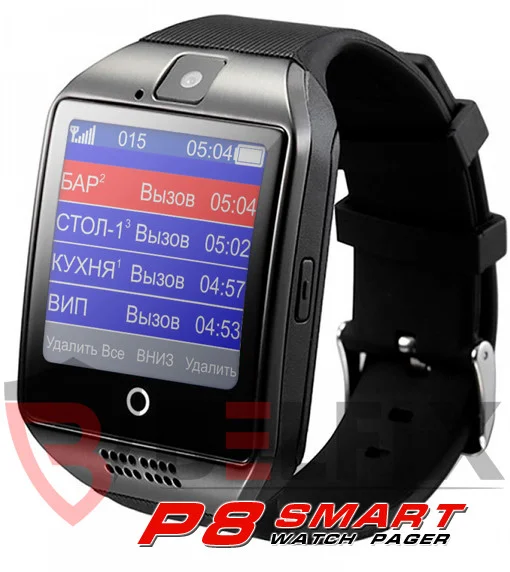 015 05:04
БАР² Вызов 05:04
СТОЛ-1³ Вызов 05:02
КУХНЯ¹ Вызов 04:57
ВИП Вызов 04:53
Удалить Все ВНИЗ Удалить
BELFIX
P8 SMART
WATCH PAGER